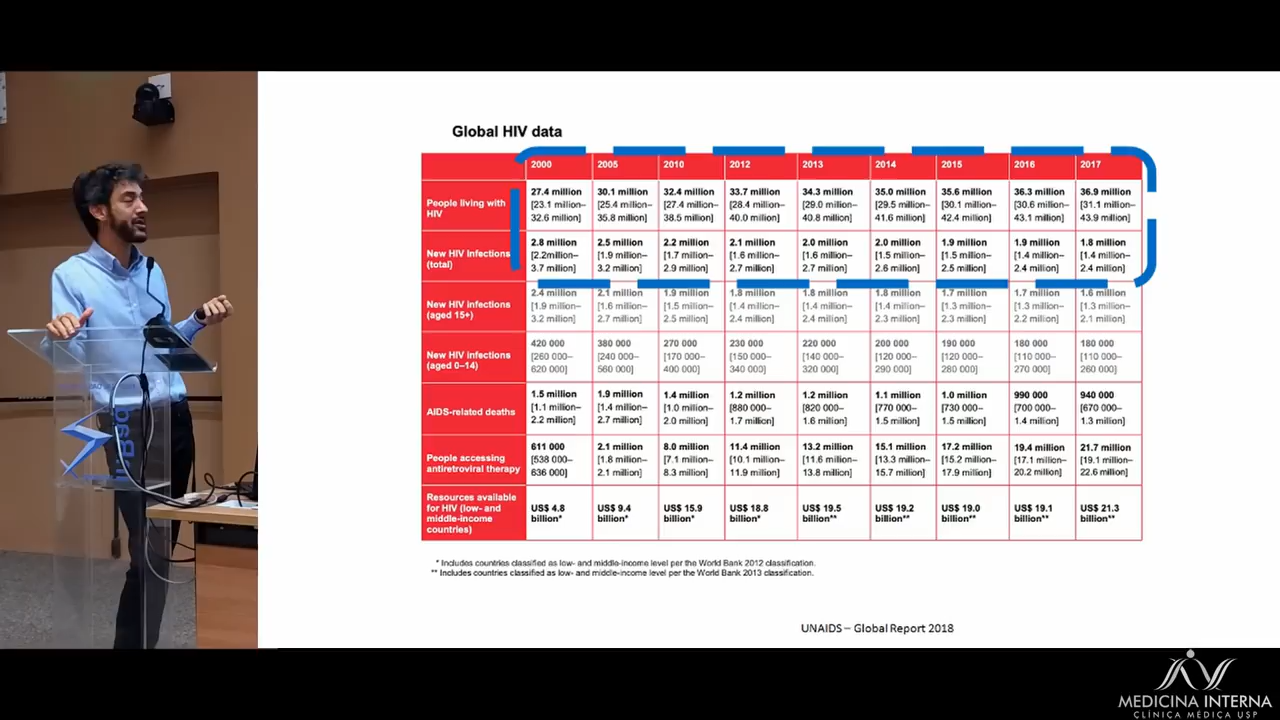 Global HIV data
2000 2005 2010 2012 2013 2014 2015 2016 2017
People living with HIV 27.4 million [23.1 million–32.6 million] 30.1 million [25.4 million–35.8 million] 32.4 million [27.4 million–38.5 million] 33.7 million [28.4 million–40.0 million] 34.3 million [29.0 million–40.8 million] 35.0 million [29.5 million–41.6 million] 35.6 million [30.1 million–42.4 million] 36.3 million [30.6 million–43.1 million] 36.9 million [31.1 million–43.9 million]
New HIV infections (total) 2.8 million [2.2million–3.7 million] 2.5 million [1.9 million–3.2 million] 2.2 million [1.7 million–2.9 million] 2.1 million [1.6 million–2.7 million] 2.0 million [1.6 million–2.7 million] 2.0 million [1.5 million–2.6 million] 1.9 million [1.5 million–2.5 million] 1.9 million [1.4 million–2.4 million] 1.8 million [1.4 million–2.4 million]
New HIV infections (aged 15+) 2.4 million [1.9 million–3.2 million] 2.1 million [1.6 million–2.7 million] 1.9 million [1.5 million–2.5 million] 1.8 million [1.4 million–2.4 million] 1.8 million [1.4 million–2.4 million] 1.8 million [1.4 million–2.3 million] 1.7 million [1.3 million–2.3 million] 1.7 million [1.3 million–2.2 million] 1.6 million [1.3 million–2.1 million]
New HIV infections (aged 0–14) 420 000 [260 000–620 000] 380 000 [240 000–560 000] 270 000 [170 000–400 000] 230 000 [150 000–340 000] 220 000 [140 000–320 000] 200 000 [120 000–290 000] 190 000 [120 000–280 000] 180 000 [110 000–270 000] 180 000 [110 000–260 000]
AIDS-related deaths 1.5 million [1.1 million–2.2 million] 1.9 million [1.4 million–2.7 million] 1.4 million [1.0 million–2.0 million] 1.2 million [880 000–1.7 million] 1.2 million [820 000–1.6 million] 1.1 million [770 000–1.5 million] 1.0 million [730 000–1.5 million] 990 000 [700 000–1.4 million] 940 000 [670 000–1.3 million]
People accessing antiretroviral therapy 611 000 [538 000–636 000] 2.1 million [1.8 million–2.1 million] 8.0 million [7.1 million–8.3 million] 11.4 million [10.1 million–11.9 million] 13.2 million [11.6 million–13.8 million] 15.1 million [13.3 million–15.7 million] 17.2 million [15.2 million–17.9 million] 19.4 million [17.1 million–20.2 million] 21.7 million [19.1 million–22.6 million]
Resources available for HIV (low- and middle-income countries) US$ 4.8 billion* US$ 9.4 billion* US$ 15.9 billion* US$ 18.8 billion* US$ 19.5 billion** US$ 19.2 billion** US$ 19.0 billion** US$ 19.1 billion** US$ 21.3 billion**
* Includes countries classified as low- and middle-income level per the World Bank 2012 classification.
** Includes countries classified as low- and middle-income level per the World Bank 2013 classification.
UNAIDS – Global Report 2018
MEDICINA INTERNA
CLÍNICA MÉDICA USP